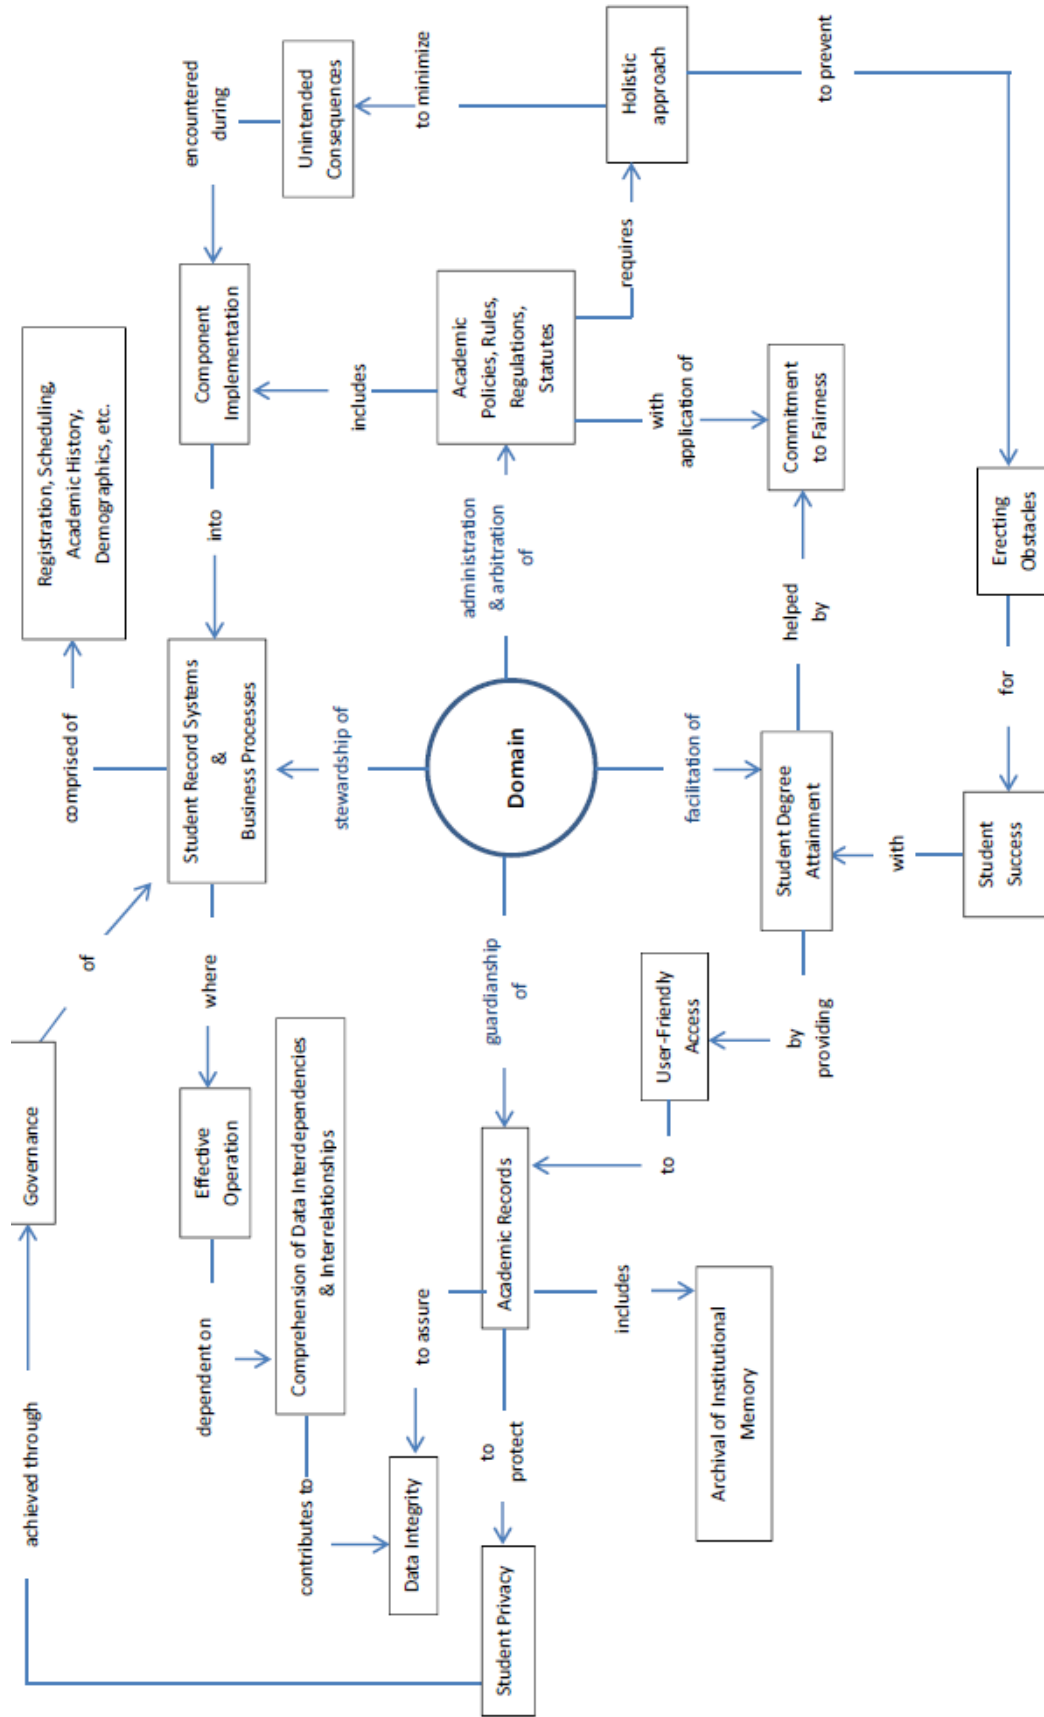 achieved through
Governance
of
comprised of
Registration, Scheduling,
Academic History,
Demographics, etc.
dependent on
Effective
Operation
where
Student Record Systems
&
Business Processes
into
Component
Implementation
encountered
during
contributes to
Comprehension of Data Interdependencies
& Interrelationships
stewardship of
includes
Unintended
Consequences
Data Integrity
to assure
to minimize
Student Privacy
to
protect
Academic Records
guardianship
of
Domain
administration
& arbitration
of
Academic
Policies, Rules,
Regulations,
Statutes
requires
Holistic
approach
includes
to
User-Friendly
Access
facilitation of
with
application of
Archival of Institutional
Memory
by
providing
Student Degree
Attainment
helped
by
Commitment
to Fairness
to prevent
with
Student
Success
for
Erecting
Obstacles